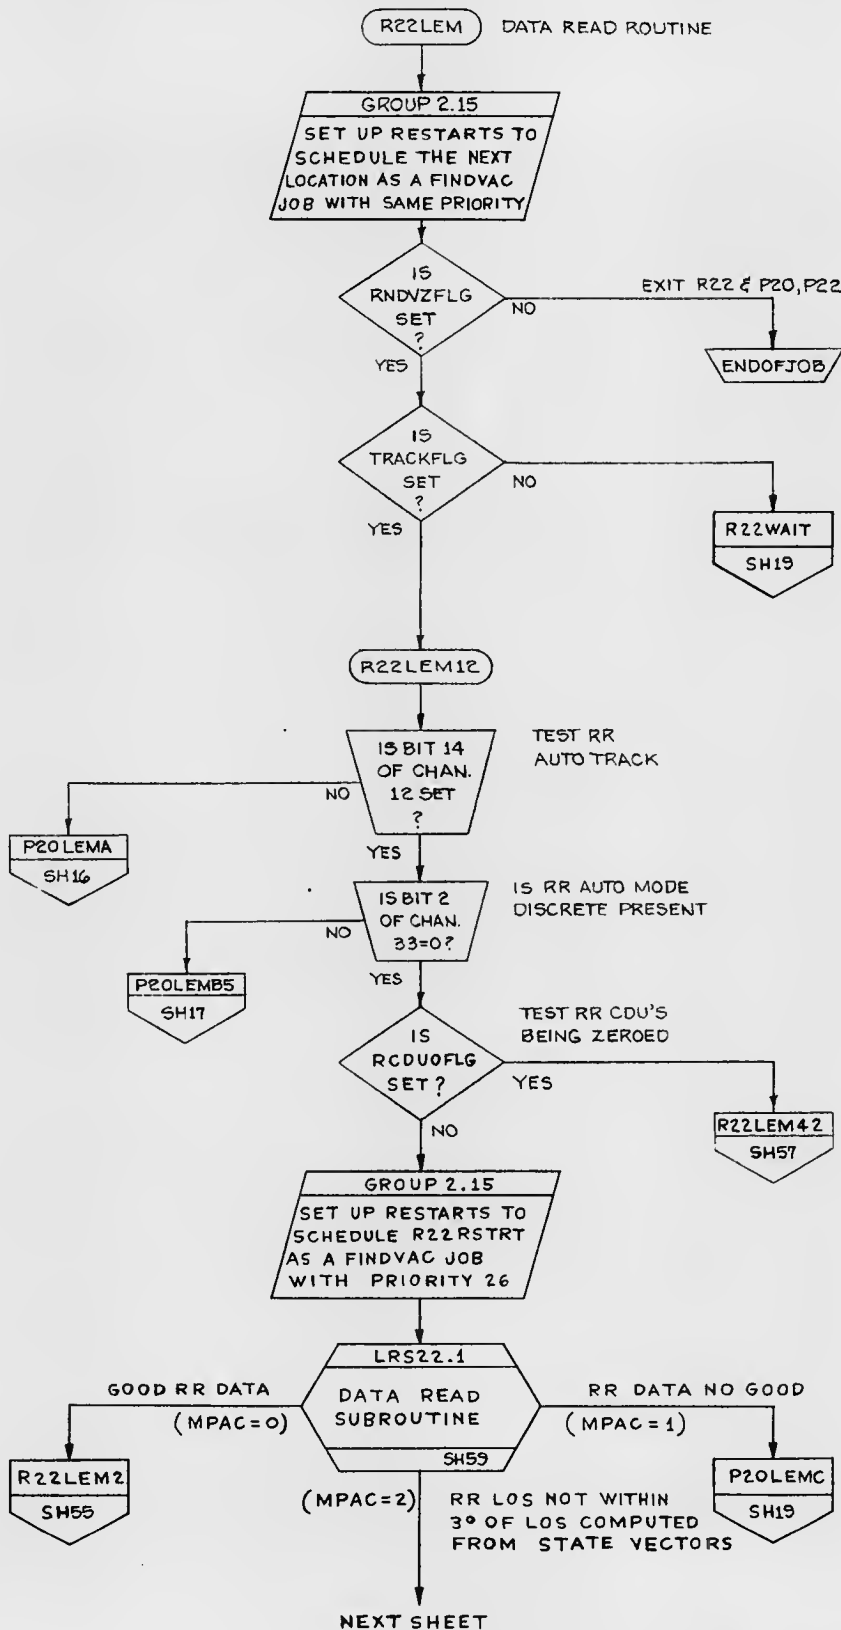 R22LEM
DATA READ ROUTINE
GROUP 2.15
SET UP RESTARTS TO
SCHEDULE THE NEXT
LOCATION AS A FINDVAC
JOB WITH SAME PRIORITY
IS
RNDVZFLG
SET
?
NO
EXIT R22 & P20, P22
YES
ENDOFJOB
IS
TRACKFLG
SET
?
NO
YES
R22WAIT
SH19
R22LEM12
IS BIT 14
OF CHAN.
12 SET
?
TEST RR
AUTO TRACK
NO
YES
P20LEMA
SH16
IS BIT 2
OF CHAN.
33=0?
IS RR AUTO MODE
DISCRETE PRESENT
NO
YES
P20LEMB5
SH17
IS
RCDUOFLG
SET?
TEST RR CDU'S
BEING ZEROED
YES
NO
R22LEM42
SH57
GROUP 2.15
SET UP RESTARTS TO
SCHEDULE R22RSTRT
AS A FINDVAC JOB
WITH PRIORITY 26
LRS22.1
DATA READ
SUBROUTINE
SH59
GOOD RR DATA
(MPAC=0)
RR DATA NO GOOD
(MPAC=1)
R22LEM2
SH55
P20LEMC
SH19
(MPAC=2)
RR LOS NOT WITHIN
3° OF LOS COMPUTED
FROM STATE VECTORS
NEXT SHEET